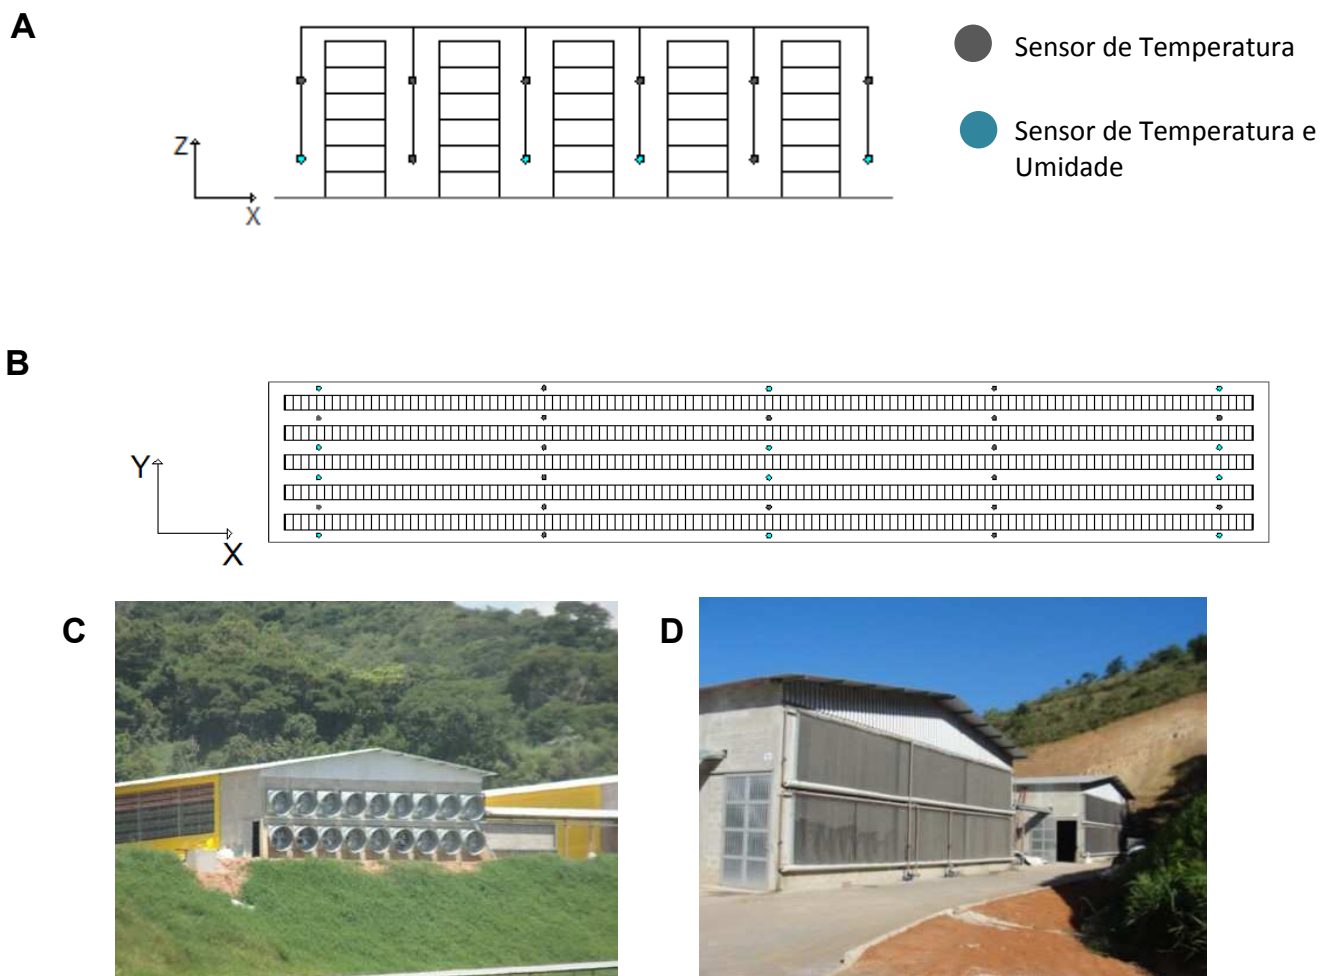 A
Sensor de Temperatura
Sensor de Temperatura e
Umidade
Z
X
B
Y
X
C
D